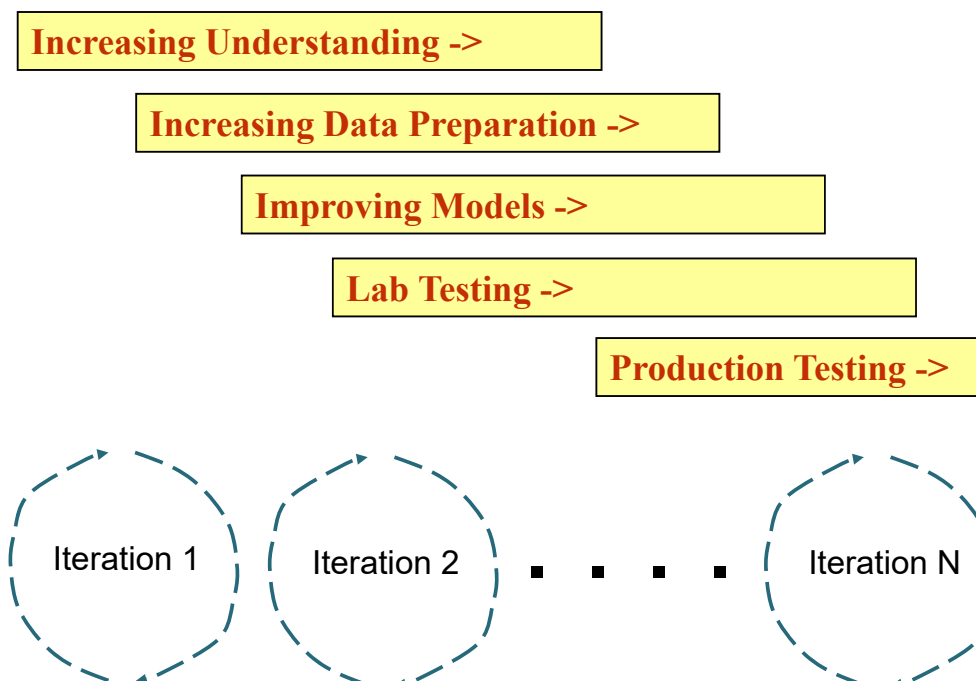 Increasing Understanding ->
Increasing Data Preparation ->
Improving Models ->
Lab Testing ->
Production Testing ->
Iteration 1
Iteration 2
Iteration N